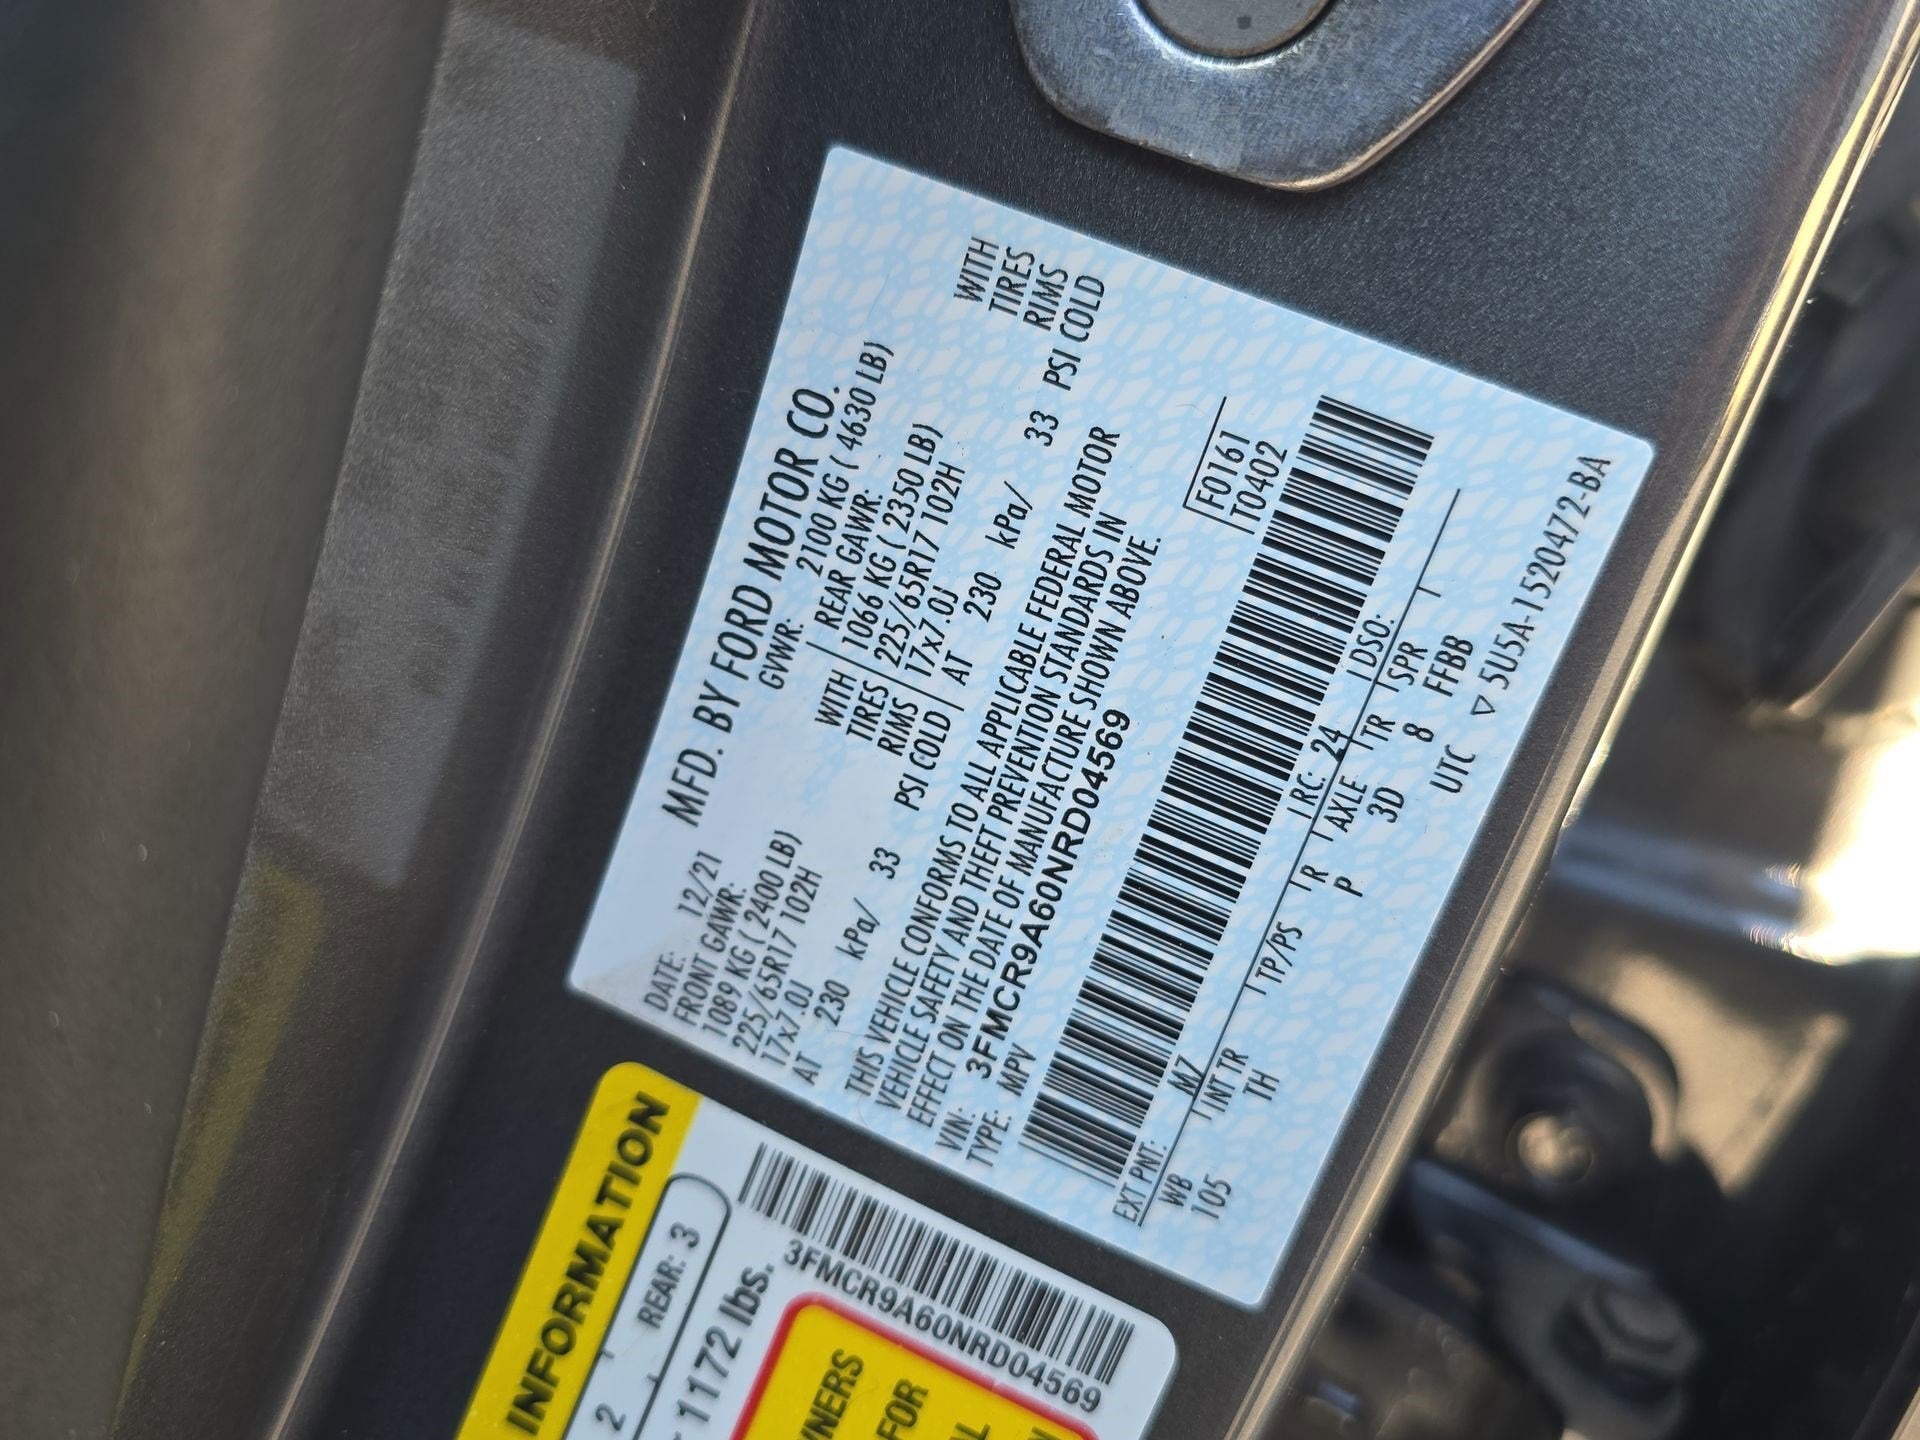 MFD. BY FORD MOTOR CO.
DATE: 12/21 GVWR: 2100 KG ( 4630 LB)
FRONT GAWR: REAR GAWR:
1089 KG ( 2400 LB) WITH 1066 KG ( 2350 LB) WITH
225/65R17 102H TIRES 225/65R17 102H TIRES
17x7.0J RIMS 17x7.0J RIMS
AT 230 kPa/ 33 PSI COLD AT 230 kPa/ 33 PSI COLD
THIS VEHICLE CONFORMS TO ALL APPLICABLE FEDERAL MOTOR
VEHICLE SAFETY AND THEFT PREVENTION STANDARDS IN
EFFECT ON THE DATE OF MANUFACTURE SHOWN ABOVE.
VIN: 3FMCR9A60NRD04569
TYPE: MPV
F0161
T0402
EXT PNT: M7 RC: 24 DSO:
WB INT TR TP/PS R AXLE TR SPR
105 TH P 3D 8 FFBB
UTC ▽ 5U5A-1520472-BA
INFORMATION
2 REAR: 3
1172 lbs.
3FMCR9A60NRD04569
FOR